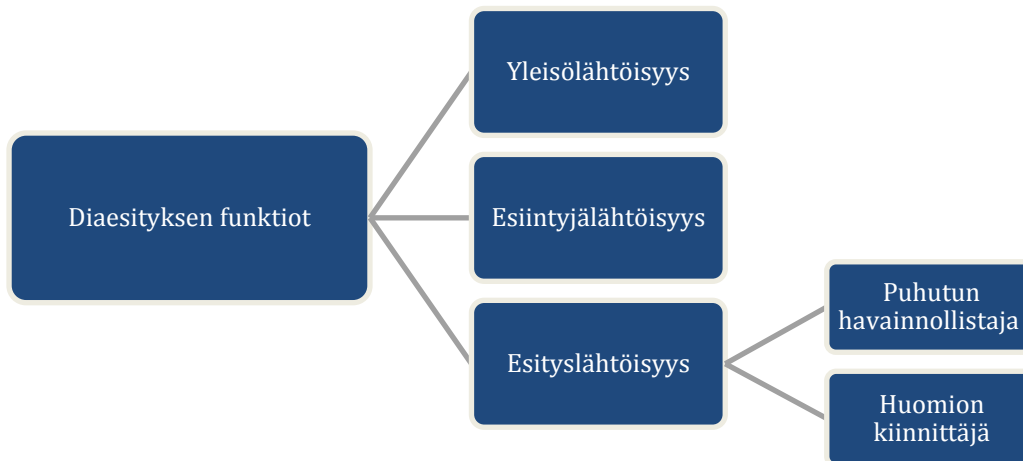 Yleisölähtöisyys
Diaesityksen funktiot
Esiintyjälähtöisyys
Esityslähtöisyys
Puhutun
havainnollistaja
Huomion
kiinnittäjä